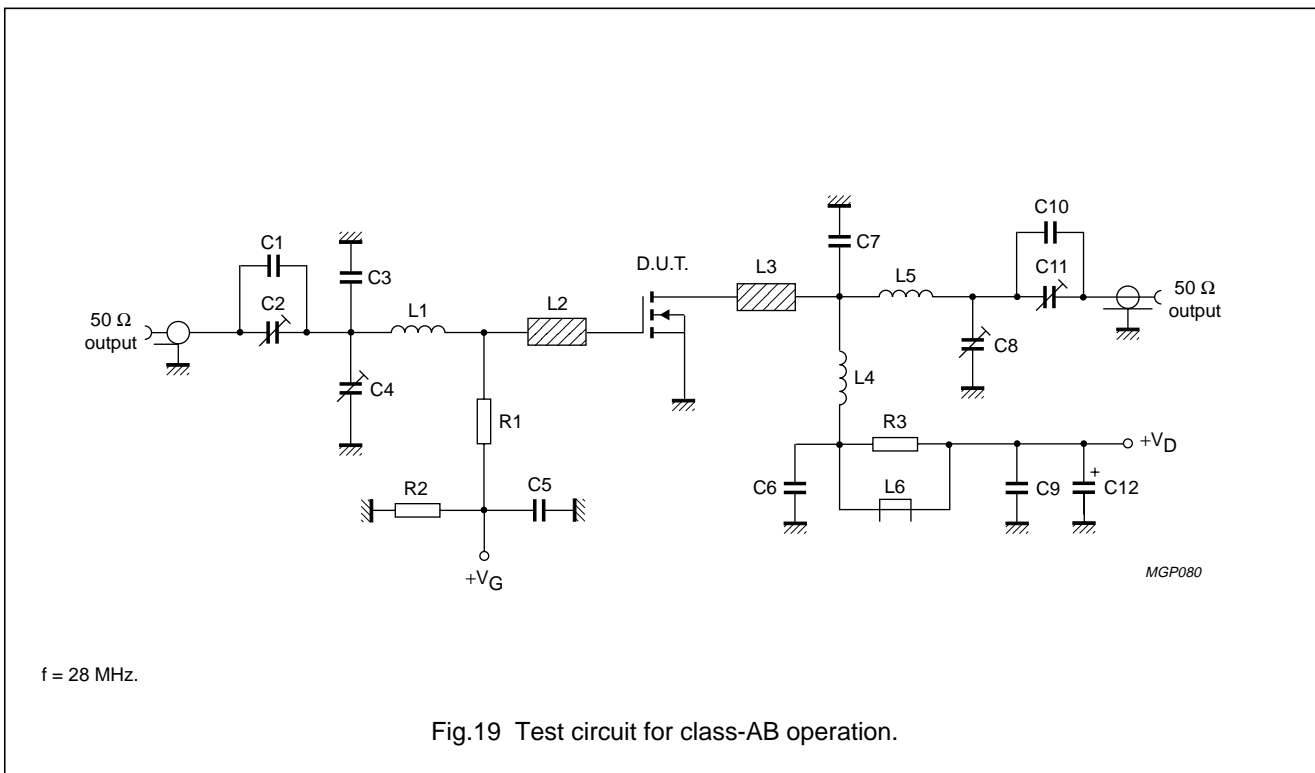 C10
C7
C1
C3
D.U.T.
L3
L5
C11
50 Ω
output
C2
L1
L2
50 Ω
output
C8
C4
L4
R1
R3
+VD
C6
L6
C9
+
C12
R2
C5
+VG
MGP080
f = 28 MHz.
Fig.19 Test circuit for class-AB operation.